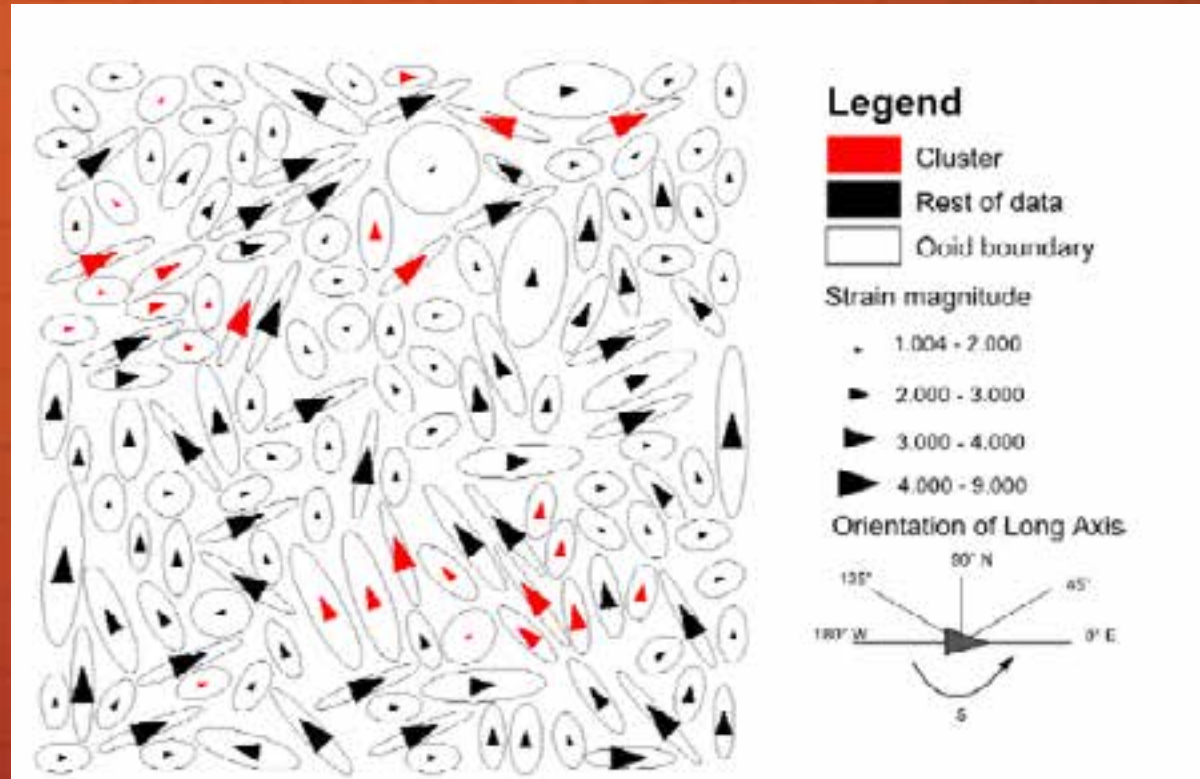 Legend
Cluster
Rest of data
Ooid boundary
Strain magnitude
1.004 - 2.000
2.000 - 3.000
3.000 - 4.000
4.000 - 9.000
Orientation of Long Axis
90° N
135°
45°
180° W
0° E
S